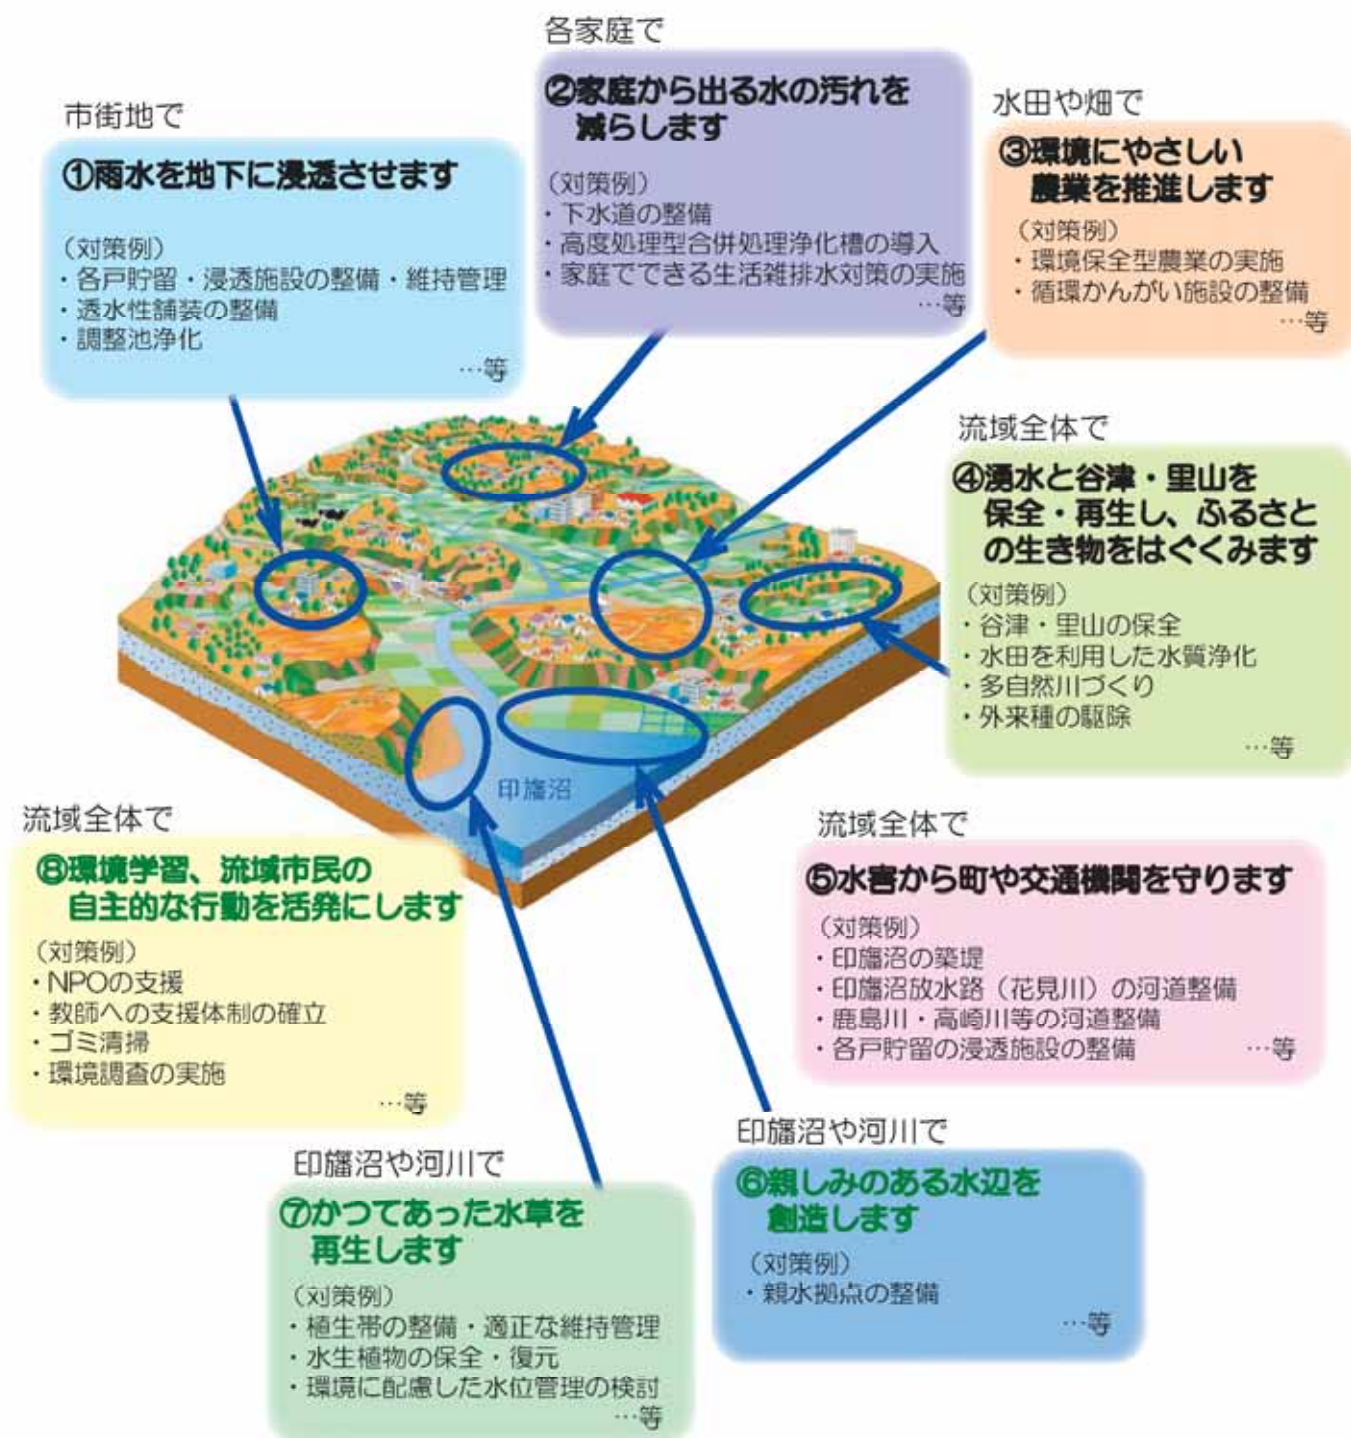 市街地で
①雨水を地下に浸透させます
（対策例）
・各戸貯留・浸透施設の整備・維持管理
・透水性舗装の整備
・調整池浄化
…等
各家庭で
②家庭から出る水の汚れを
減らします
（対策例）
・下水道の整備
・高度処理型合併処理浄化槽の導入
・家庭でできる生活雑排水対策の実施
…等
水田や畑で
③環境にやさしい
農業を推進します
（対策例）
・環境保全型農業の実施
・循環かんがい施設の整備
…等
流域全体で
④湧水と谷津・里山を
保全・再生し、ふるさと
の生き物をはぐくみます
（対策例）
・谷津・里山の保全
・水田を利用した水質浄化
・多自然川づくり
・外来種の駆除
…等
印旛沼
流域全体で
⑤水害から町や交通機関を守ります
（対策例）
・印旛沼の築堤
・印旛沼放水路（花見川）の河道整備
・鹿島川・高崎川等の河道整備
・各戸貯留の浸透施設の整備 …等
印旛沼や河川で
⑥親しみのある水辺を
創造します
（対策例）
・親水拠点の整備
…等
印旛沼や河川で
⑦かつてあった水草を
再生します
（対策例）
・植生帯の整備・適正な維持管理
・水生植物の保全・復元
・環境に配慮した水位管理の検討
…等
流域全体で
⑧環境学習、流域市民の
自主的な行動を活発にします
（対策例）
・NPOの支援
・教師への支援体制の確立
・ゴミ清掃
・環境調査の実施
…等